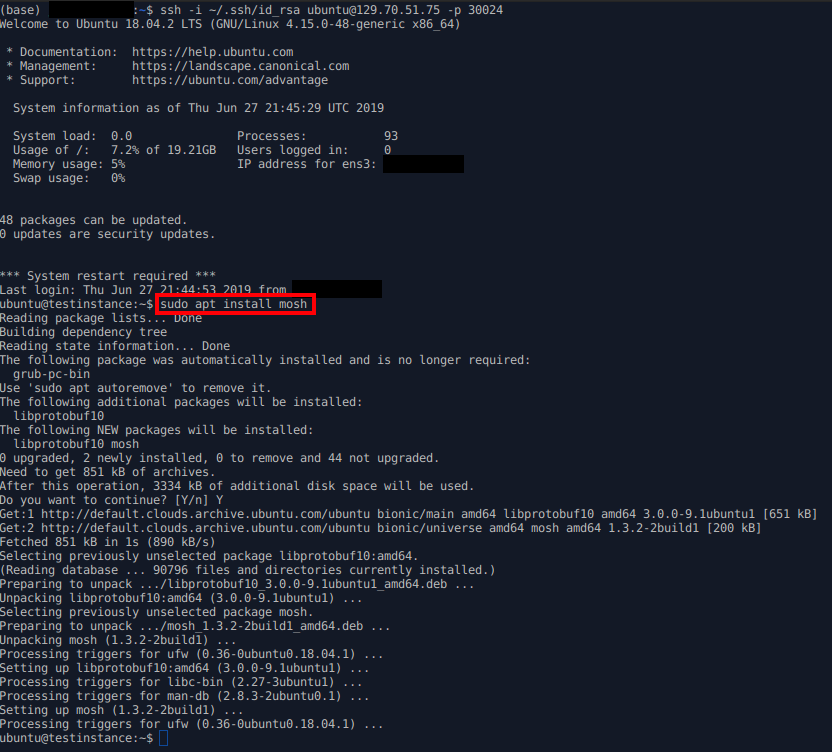 (base) :~$ ssh -i ~/.ssh/id_rsa ubuntu@129.70.51.75 -p 30024
Welcome to Ubuntu 18.04.2 LTS (GNU/Linux 4.15.0-48-generic x86_64)
* Documentation:  https://help.ubuntu.com
* Management:     https://landscape.canonical.com
* Support:        https://ubuntu.com/advantage
System information as of Thu Jun 27 21:45:29 UTC 2019
System load:  0.0               Processes:           93
Usage of /:   7.2% of 19.21GB   Users logged in:     0
Memory usage: 5%                IP address for ens3:
Swap usage:   0%
48 packages can be updated.
0 updates are security updates.
*** System restart required ***
Last login: Thu Jun 27 21:44:53 2019 from
ubuntu@testinstance:~$ sudo apt install mosh
Reading package lists... Done
Building dependency tree
Reading state information... Done
The following package was automatically installed and is no longer required:
grub-pc-bin
Use 'sudo apt autoremove' to remove it.
The following additional packages will be installed:
libprotobuf10
The following NEW packages will be installed:
libprotobuf10 mosh
0 upgraded, 2 newly installed, 0 to remove and 44 not upgraded.
Need to get 851 kB of archives.
After this operation, 3334 kB of additional disk space will be used.
Do you want to continue? [Y/n] Y
Get:1 http://default.clouds.archive.ubuntu.com/ubuntu bionic/main amd64 libprotobuf10 amd64 3.0.0-9.1ubuntu1 [651 kB]
Get:2 http://default.clouds.archive.ubuntu.com/ubuntu bionic/universe amd64 mosh amd64 1.3.2-2build1 [200 kB]
Fetched 851 kB in 1s (890 kB/s)
Selecting previously unselected package libprotobuf10:amd64.
(Reading database ... 90796 files and directories currently installed.)
Preparing to unpack .../libprotobuf10_3.0.0-9.1ubuntu1_amd64.deb ...
Unpacking libprotobuf10:amd64 (3.0.0-9.1ubuntu1) ...
Selecting previously unselected package mosh.
Preparing to unpack .../mosh_1.3.2-2build1_amd64.deb ...
Unpacking mosh (1.3.2-2build1) ...
Processing triggers for ufw (0.36-0ubuntu0.18.04.1) ...
Setting up libprotobuf10:amd64 (3.0.0-9.1ubuntu1) ...
Processing triggers for libc-bin (2.27-3ubuntu1) ...
Processing triggers for man-db (2.8.3-2ubuntu0.1) ...
Setting up mosh (1.3.2-2build1) ...
Processing triggers for ufw (0.36-0ubuntu0.18.04.1) ...
ubuntu@testinstance:~$